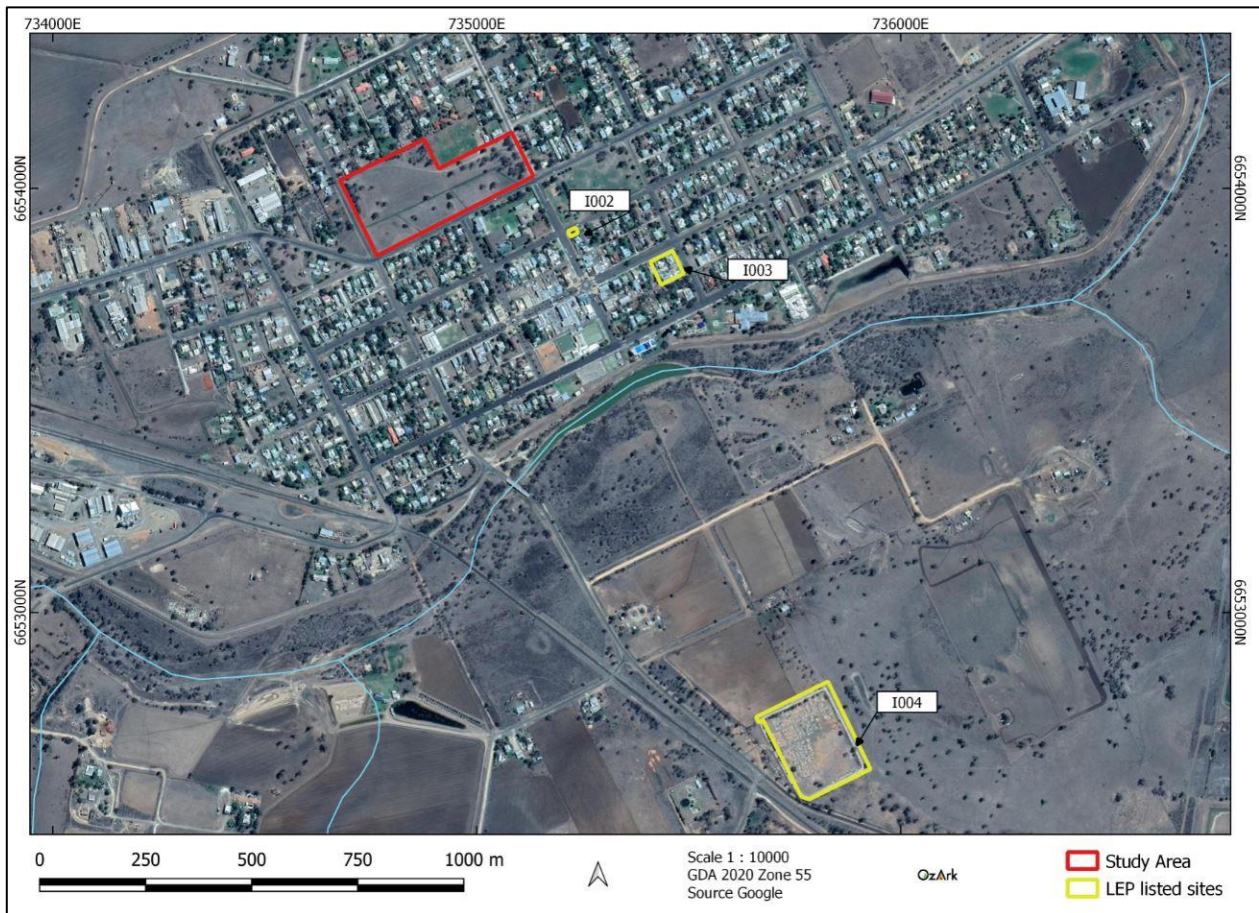 734000E
735000E
736000E
6654000N
6654000N
I002
I003
6653000N
6653000N
I004
0 250 500 750 1000 m
Scale 1 : 10000
GDA 2020 Zone 55
Source Google
OzArk
Study Area
LEP listed sites